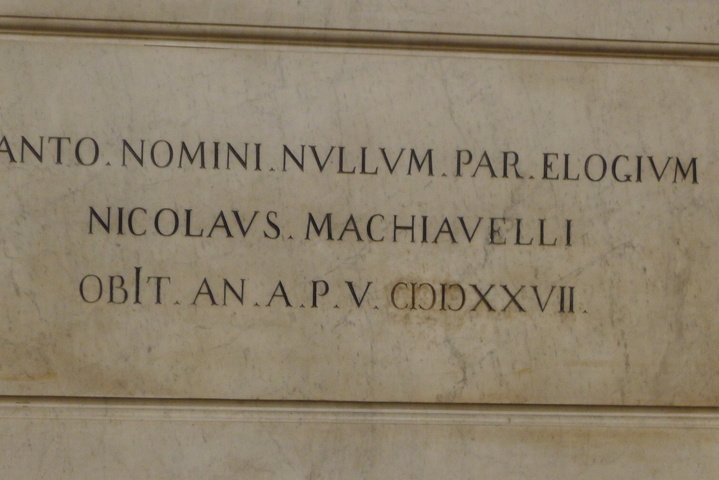 ANTO. NOMINI. NVLLVM. PAR. ELOGIVM
NICOLAVS. MACHIAVELLI
OBIT. AN. A. P. V. CIƆIƆXXVII.